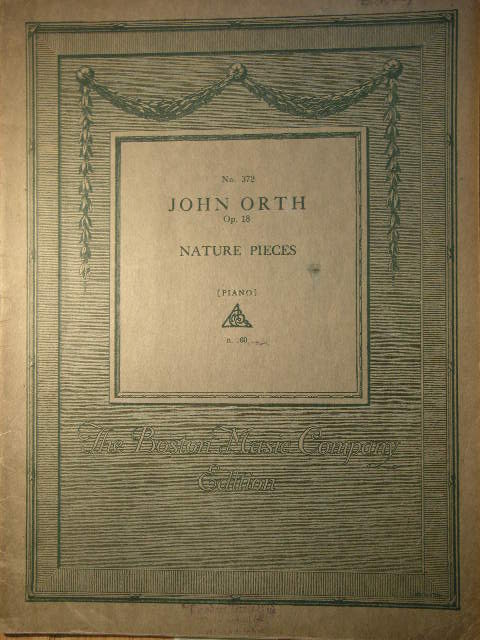 No. 372
JOHN ORTH
Op. 18
NATURE PIECES
[PIANO]
n. .60
The Boston Music Company
Edition